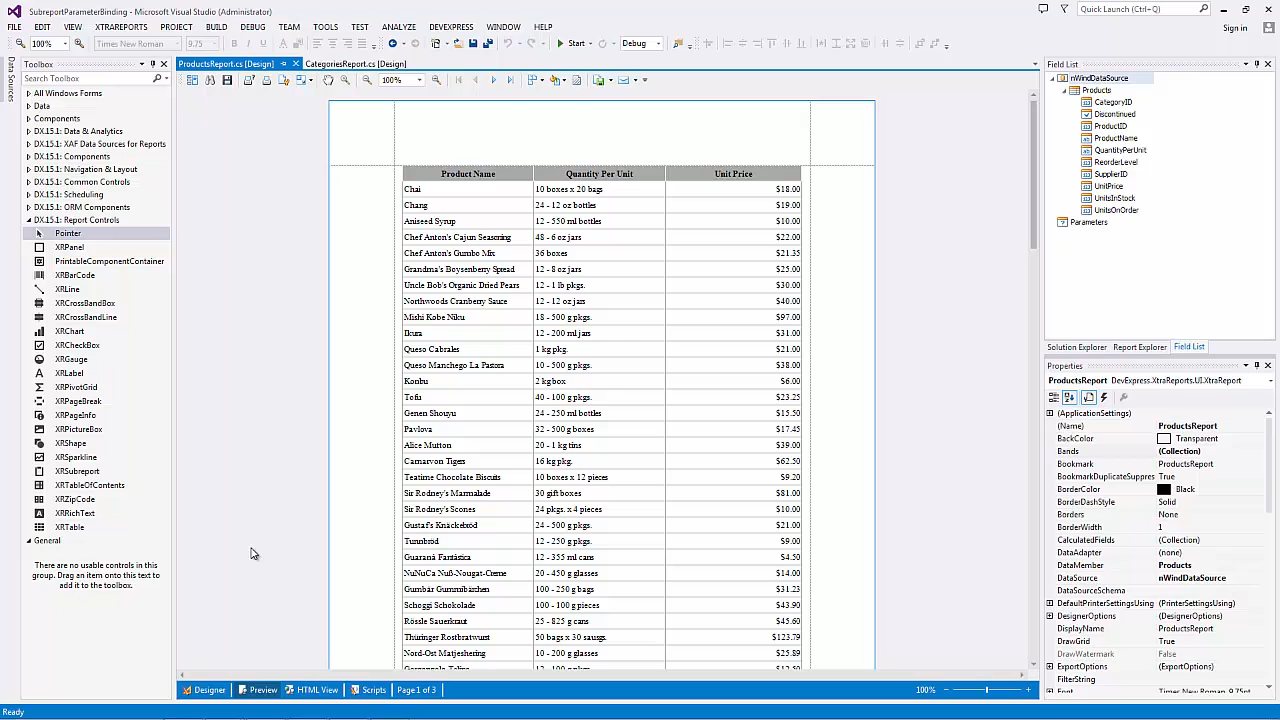 SubreportParameterBinding - Microsoft Visual Studio (Administrator)
Quick Launch (Ctrl+Q)
FILE EDIT VIEW XTRAREPORTS PROJECT BUILD DEBUG TEAM TOOLS TEST ANALYZE DEVEXPRESS WINDOW HELP
Sign in
100% Times New Roman 9.75 B I U A Start Debug
Data Sources
Toolbox
Search Toolbox
All Windows Forms
Data
Components
DX.15.1: Data & Analytics
DX.15.1: XAF Data Sources for Reports
DX.15.1: Components
DX.15.1: Navigation & Layout
DX.15.1: Common Controls
DX.15.1: Scheduling
DX.15.1: ORM Components
DX.15.1: Report Controls
Pointer
XRPanel
PrintableComponentContainer
XRBarCode
XRLine
XRCrossBandBox
XRCrossBandLine
XRChart
XRCheckBox
XRGauge
XRLabel
XRPivotGrid
XRPageBreak
XRPageInfo
XRPictureBox
XRShape
XRSparkline
XRSubreport
XRTableOfContents
XRZipCode
XRRichText
XRTable
General
There are no usable controls in this
group. Drag an item onto this text to
add it to the toolbox.
ProductsReport.cs [Design] CategoriesReport.cs [Design]
100%
Product Name Quantity Per Unit Unit Price
Chai 10 boxes x 20 bags $18.00
Chang 24 - 12 oz bottles $19.00
Aniseed Syrup 12 - 550 ml bottles $10.00
Chef Anton's Cajun Seasoning 48 - 6 oz jars $22.00
Chef Anton's Gumbo Mix 36 boxes $21.35
Grandma's Boysenberry Spread 12 - 8 oz jars $25.00
Uncle Bob's Organic Dried Pears 12 - 1 lb pkgs. $30.00
Northwoods Cranberry Sauce 12 - 12 oz jars $40.00
Mishi Kobe Niku 18 - 500 g pkgs. $97.00
Ikura 12 - 200 ml jars $31.00
Queso Cabrales 1 kg pkg. $21.00
Queso Manchego La Pastora 10 - 500 g pkgs. $38.00
Konbu 2 kg box $6.00
Tofu 40 - 100 g pkgs. $23.25
Genen Shouyu 24 - 250 ml bottles $15.50
Pavlova 32 - 500 g boxes $17.45
Alice Mutton 20 - 1 kg tins $39.00
Carnarvon Tigers 16 kg pkg. $62.50
Teatime Chocolate Biscuits 10 boxes x 12 pieces $9.20
Sir Rodney's Marmalade 30 gift boxes $81.00
Sir Rodney's Scones 24 pkgs. x 4 pieces $10.00
Gustaf's Knäckebröd 24 - 500 g pkgs. $21.00
Tunnbröd 12 - 250 g pkgs. $9.00
Guaraná Fantástica 12 - 355 ml cans $4.50
NuNuCa Nuß-Nougat-Creme 20 - 450 g glasses $14.00
Gumbär Gummibärchen 100 - 250 g bags $31.23
Schoggi Schokolade 100 - 100 g pieces $43.90
Rössle Sauerkraut 25 - 825 g cans $45.60
Thüringer Rostbratwurst 50 bags x 30 sausgs. $123.79
Nord-Ost Matjeshering 10 - 200 g glasses $25.89
Gorgonzola Telino 12 - 100 g pkgs $12.50
Designer Preview HTML View Scripts Page 1 of 3
100%
Field List
nWindDataSource
Products
CategoryID
Discontinued
ProductID
ProductName
QuantityPerUnit
ReorderLevel
SupplierID
UnitPrice
UnitsInStock
UnitsOnOrder
Parameters
Solution Explorer Report Explorer Field List
Properties
ProductsReport DevExpress.XtraReports.UI.XtraReport
(ApplicationSettings)
(Name) ProductsReport
BackColor Transparent
Bands (Collection)
Bookmark ProductsReport
BookmarkDuplicateSuppres True
BorderColor Black
BorderDashStyle Solid
Borders None
BorderWidth 1
CalculatedFields (Collection)
DataAdapter (none)
DataMember Products
DataSource nWindDataSource
DataSourceSchema
DefaultPrinterSettingsUsing (PrinterSettingsUsing)
DesignerOptions (DesignerOptions)
DisplayName ProductsReport
DrawGrid True
DrawWatermark False
ExportOptions (ExportOptions)
FilterString
Font Times New Roman, 9.75pt
Ready